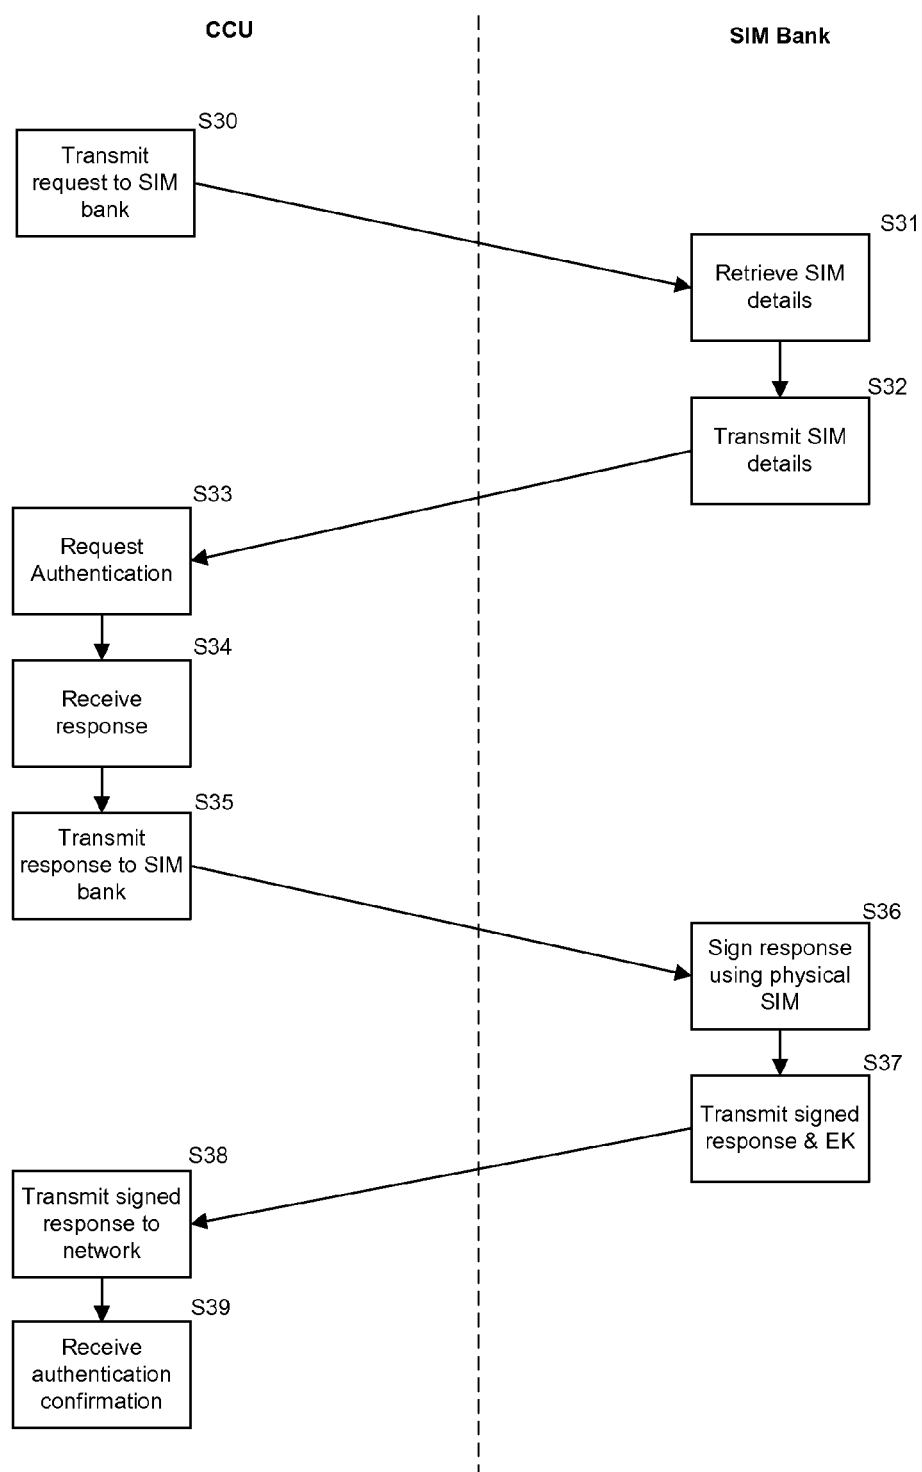 CCU
SIM Bank
S30
Transmit
request to SIM
bank
S31
Retrieve SIM
details
S32
Transmit SIM
details
S33
Request
Authentication
S34
Receive
response
S35
Transmit
response to SIM
bank
S36
Sign response
using physical
SIM
S37
Transmit signed
response & EK
S38
Transmit signed
response to
network
S39
Receive
authentication
confirmation